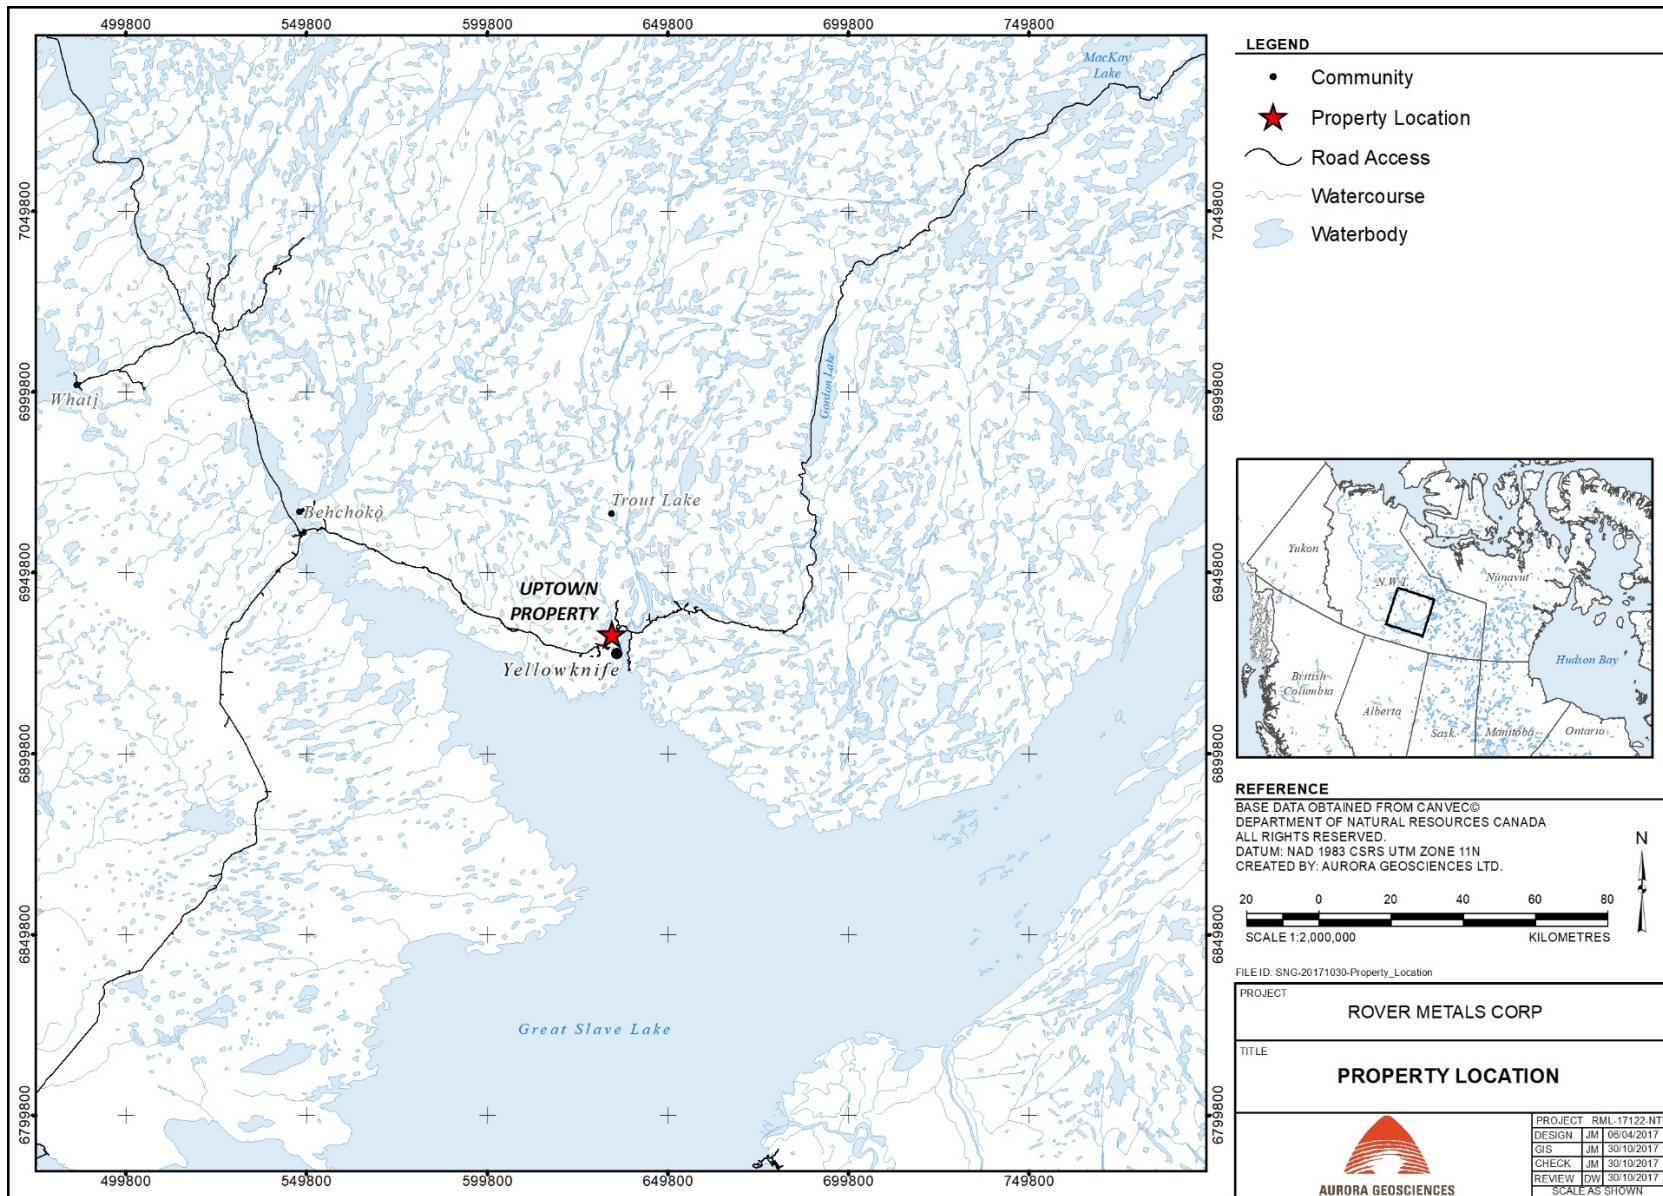 499800 549800 599800 649800 699800 749800
MacKay
Lake
7049800 7049800
Gordon Lake
Whatì
6999800 6999800
Trout Lake
Behchokǫ̀
6949800 6949800
UPTOWN
PROPERTY
Yellowknife
6899800 6899800
6849800 6849800
Great Slave Lake
6799800 6799800
499800 549800 599800 649800 699800 749800
LEGEND
Community
Property Location
Road Access
Watercourse
Waterbody
Yukon
N.W.T.
Nunavut
Hudson Bay
British
Columbia
Alberta
Sask.
Manitoba
Ontario
REFERENCE
BASE DATA OBTAINED FROM CANVEC©
DEPARTMENT OF NATURAL RESOURCES CANADA
ALL RIGHTS RESERVED.
DATUM: NAD 1983 CSRS UTM ZONE 11N
CREATED BY: AURORA GEOSCIENCES LTD.
N
20 0 20 40 60 80
SCALE 1:2,000,000 KILOMETRES
FILE ID: SNG-20171030-Property_Location
PROJECT
ROVER METALS CORP
TITLE
PROPERTY LOCATION
AURORA GEOSCIENCES
PROJECT RML-17122-NT
DESIGN JM 06/04/2017
GIS JM 30/10/2017
CHECK JM 30/10/2017
REVIEW DW 30/10/2017
SCALE AS SHOWN